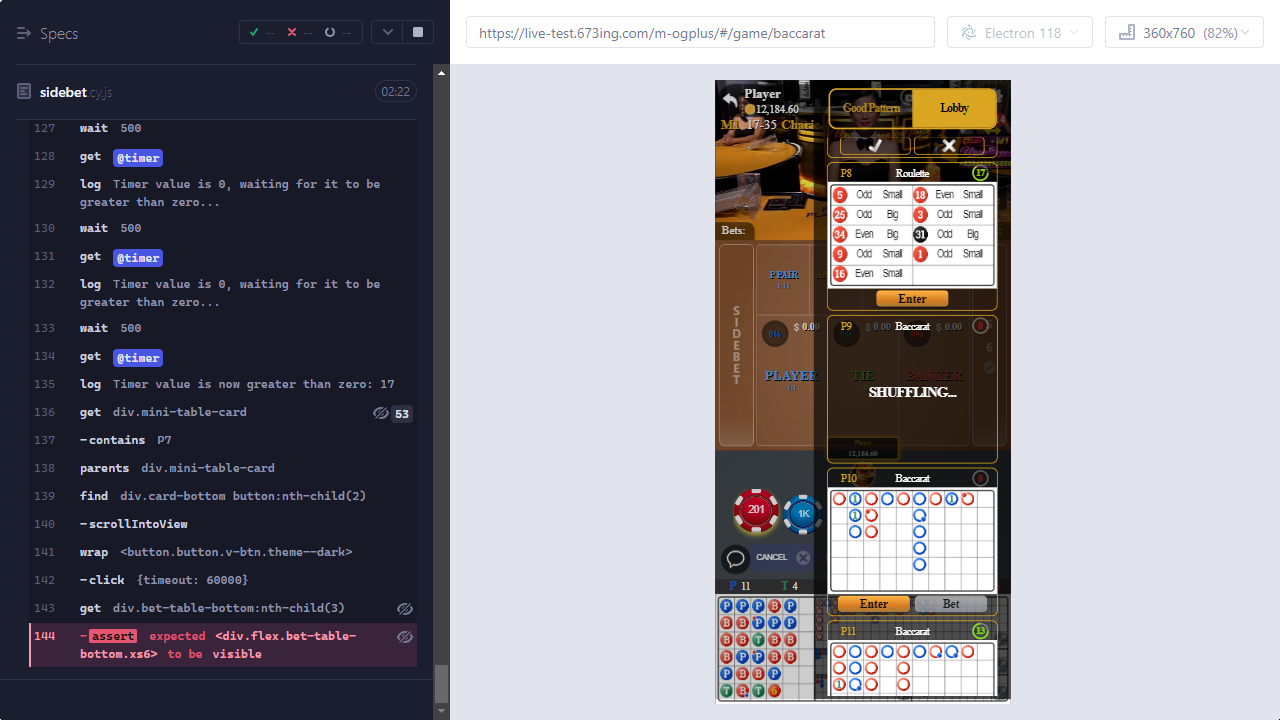 Specs
--
--
--
https://live-test.673ing.com/m-ogplus/#/game/baccarat
Electron 118
360x760 (82%)
sidebet.cy.js
02:22
127 wait 500
128 get @timer
129 log Timer value is 0, waiting for it to be
greater than zero...
130 wait 500
131 get @timer
132 log Timer value is 0, waiting for it to be
greater than zero...
133 wait 500
134 get @timer
135 log Timer value is now greater than zero: 17
136 get div.mini-table-card 53
137 -contains P7
138 parents div.mini-table-card
139 find div.card-bottom button:nth-child(2)
140 -scrollIntoView
141 wrap <button.button.v-btn.theme--dark>
142 -click {timeout: 60000}
143 get div.bet-table-bottom:nth-child(3)
144 -assert expected <div.flex.bet-table-
bottom.xs6> to be visible
Player
12,184.60
17-35
Good Pattern
Lobby
P8 Roulette 17
5 Odd Small 18 Even Small
25 Odd Big 3 Odd Small
34 Even Big 31 Odd Big
9 Odd Small 1 Odd Small
16 Even Small
Enter
Bets:
SIDEBET
P PAIR
$ 0.00
0%
PLAYER
1:1
$ 0.00
TIE
$ 0.00
BANKER
P9 Baccarat 0
SHUFFLING...
Player
12,184.60
P10 Baccarat 0
1 1
1
Enter
Bet
201
1K
CANCEL
P 11
T 4
P P P B P
B B P P P
B B T B B
B P P B B
P B B P
T B T 6
P11 Baccarat 13
1